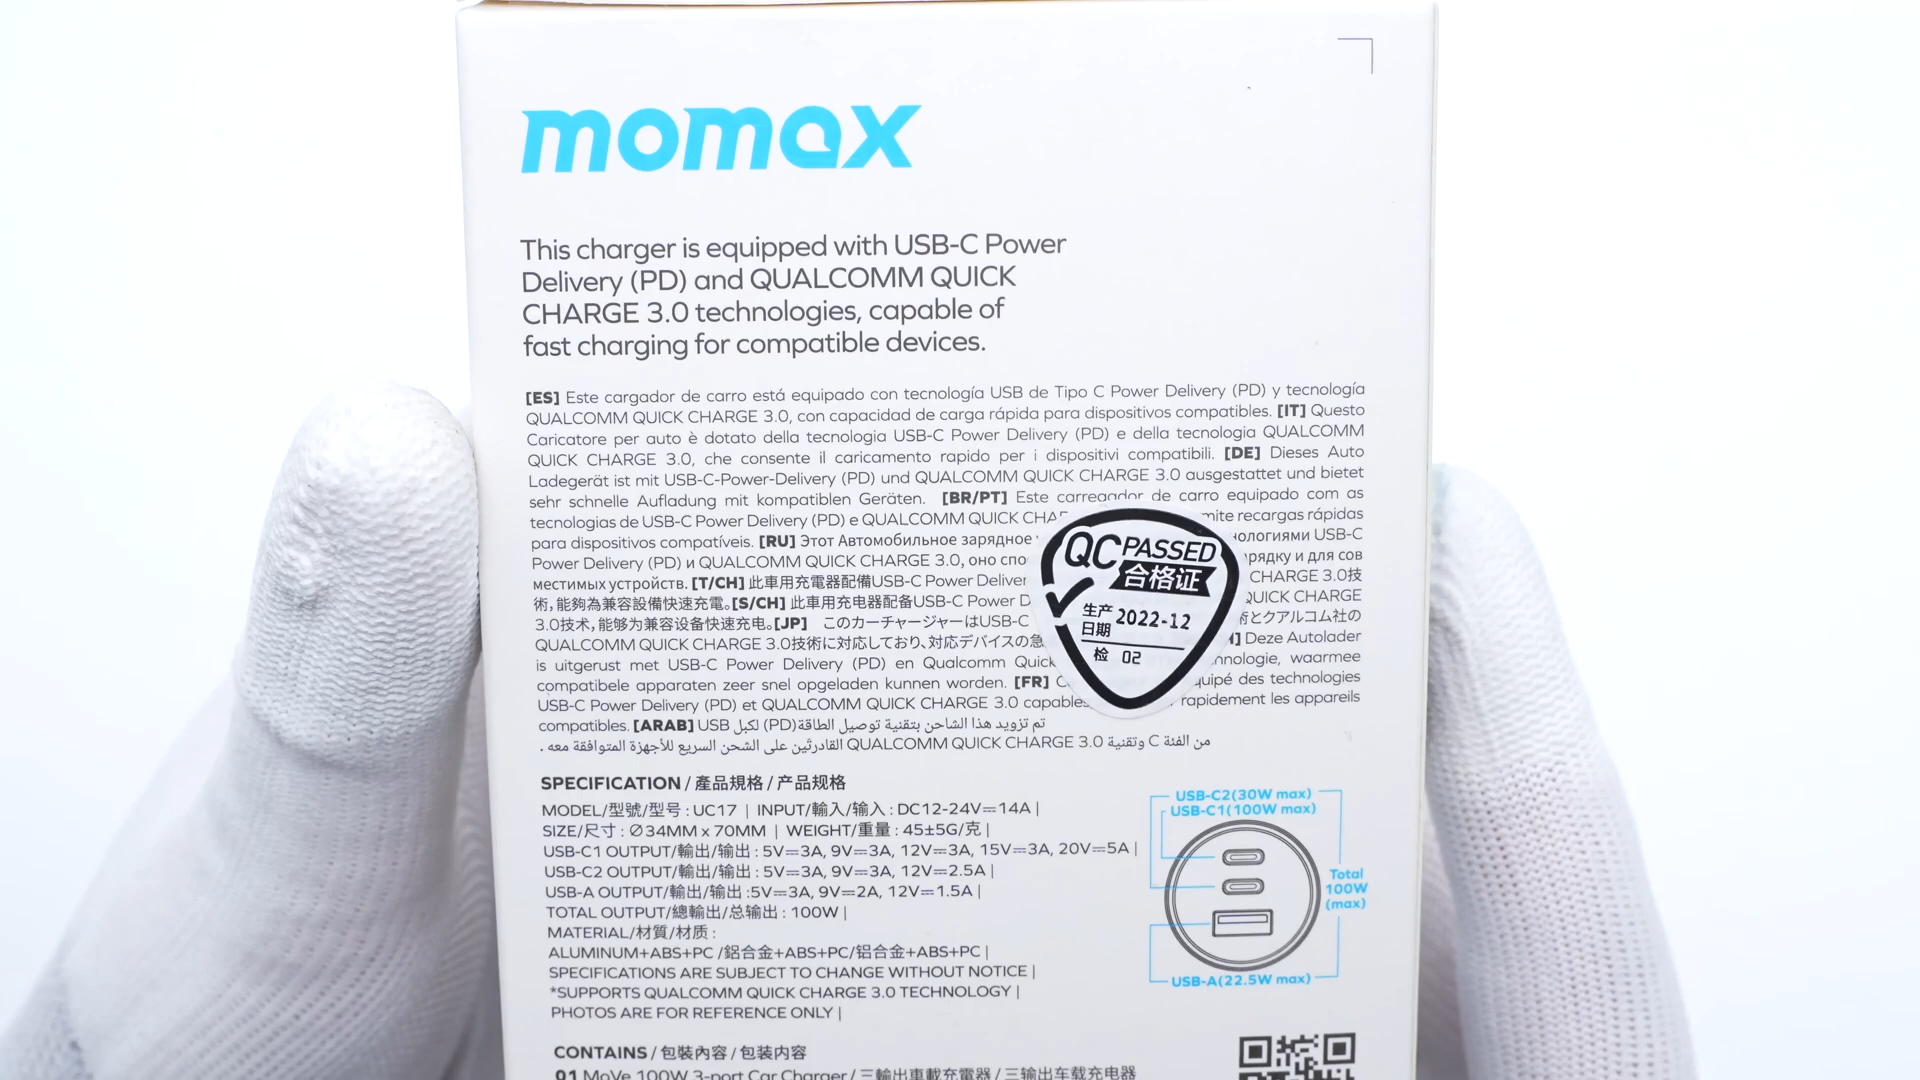 momax
This charger is equipped with USB-C Power
Delivery (PD) and QUALCOMM QUICK
CHARGE 3.0 technologies, capable of
fast charging for compatible devices.
[ES] Este cargador de carro está equipado con tecnología USB de Tipo C Power Delivery (PD) y tecnología
QUALCOMM QUICK CHARGE 3.0, con capacidad de carga rápida para dispositivos compatibles. [IT] Questo
Caricatore per auto è dotato della tecnologia USB-C Power Delivery (PD) e della tecnologia QUALCOMM
QUICK CHARGE 3.0, che consente il caricamento rapido per i dispositivi compatibili. [DE] Dieses Auto
Ladegerät ist mit USB-C-Power-Delivery (PD) und QUALCOMM QUICK CHARGE 3.0 ausgestattet und bietet
sehr schnelle Aufladung mit kompatiblen Geräten. [BR/PT] Este carregador de carro equipado com as
tecnologias de USB-C Power Delivery (PD) e QUALCOMM QUICK recargas rápidas
para dispositivos compatíveis. [RU] Этот Автомобильное зарядное USB-C
Power Delivery (PD) и QUALCOMM QUICK CHARGE 3.0, оно и для сов
местимых устройств. [T/CH] 此車用充電器配備USB-C Power CHARGE 3.0技
術,能夠為兼容設備快速充電。[S/CH] 此車用充电器配备USB-C Power QUICK CHARGE
3.0技术,能够为兼容设备快速充电。[JP] このカーチャージャーはUSB-C とクアルコム社の
QUALCOMM QUICK CHARGE 3.0技術に対応しており、対応デバイスの急 Deze Autolader
is uitgerust met USB-C Power Delivery (PD) en Qualcomm waarmee
compatibele apparaten zeer snel opgeladen kunnen worden. [FR] des technologies
USB-C Power Delivery (PD) et QUALCOMM QUICK CHARGE 3.0 rapidement les appareils
compatibles. [ARAB] تم تزويد هذا الشاحن بتقنية توصيل الطاقة(PD) لكبل USB
من الفئة C وتقنية QUALCOMM QUICK CHARGE 3.0 القادرتين على الشحن السريع للأجهزة المتوافقة معه .
QC PASSED
合格证
生产日期 2022-12
检 02
SPECIFICATION / 產品規格 / 产品规格
MODEL/型號/型号 : UC17 | INPUT/輸入/输入 : DC12-24V⎓14A |
SIZE/尺寸 : Ø34MM x 70MM | WEIGHT/重量 : 45±5G/克 |
USB-C1 OUTPUT/輸出/输出 : 5V⎓3A, 9V⎓3A, 12V⎓3A, 15V⎓3A, 20V⎓5A |
USB-C2 OUTPUT/輸出/输出 : 5V⎓3A, 9V⎓3A, 12V⎓2.5A |
USB-A OUTPUT/輸出/输出 :5V⎓3A, 9V⎓2A, 12V⎓1.5A |
TOTAL OUTPUT/總輸出/总输出 : 100W |
MATERIAL/材質/材质 :
ALUMINUM+ABS+PC /鋁合金+ABS+PC/铝合金+ABS+PC |
SPECIFICATIONS ARE SUBJECT TO CHANGE WITHOUT NOTICE |
*SUPPORTS QUALCOMM QUICK CHARGE 3.0 TECHNOLOGY |
PHOTOS ARE FOR REFERENCE ONLY |
USB-C2(30W max)
USB-C1(100W max)
Total
100W
(max)
USB-A(22.5W max)
CONTAINS / 包裝內容 / 包装内容
01 MoVe 100W 3-port Car Charger / 三輸出車載充電器 / 三输出车载充电器